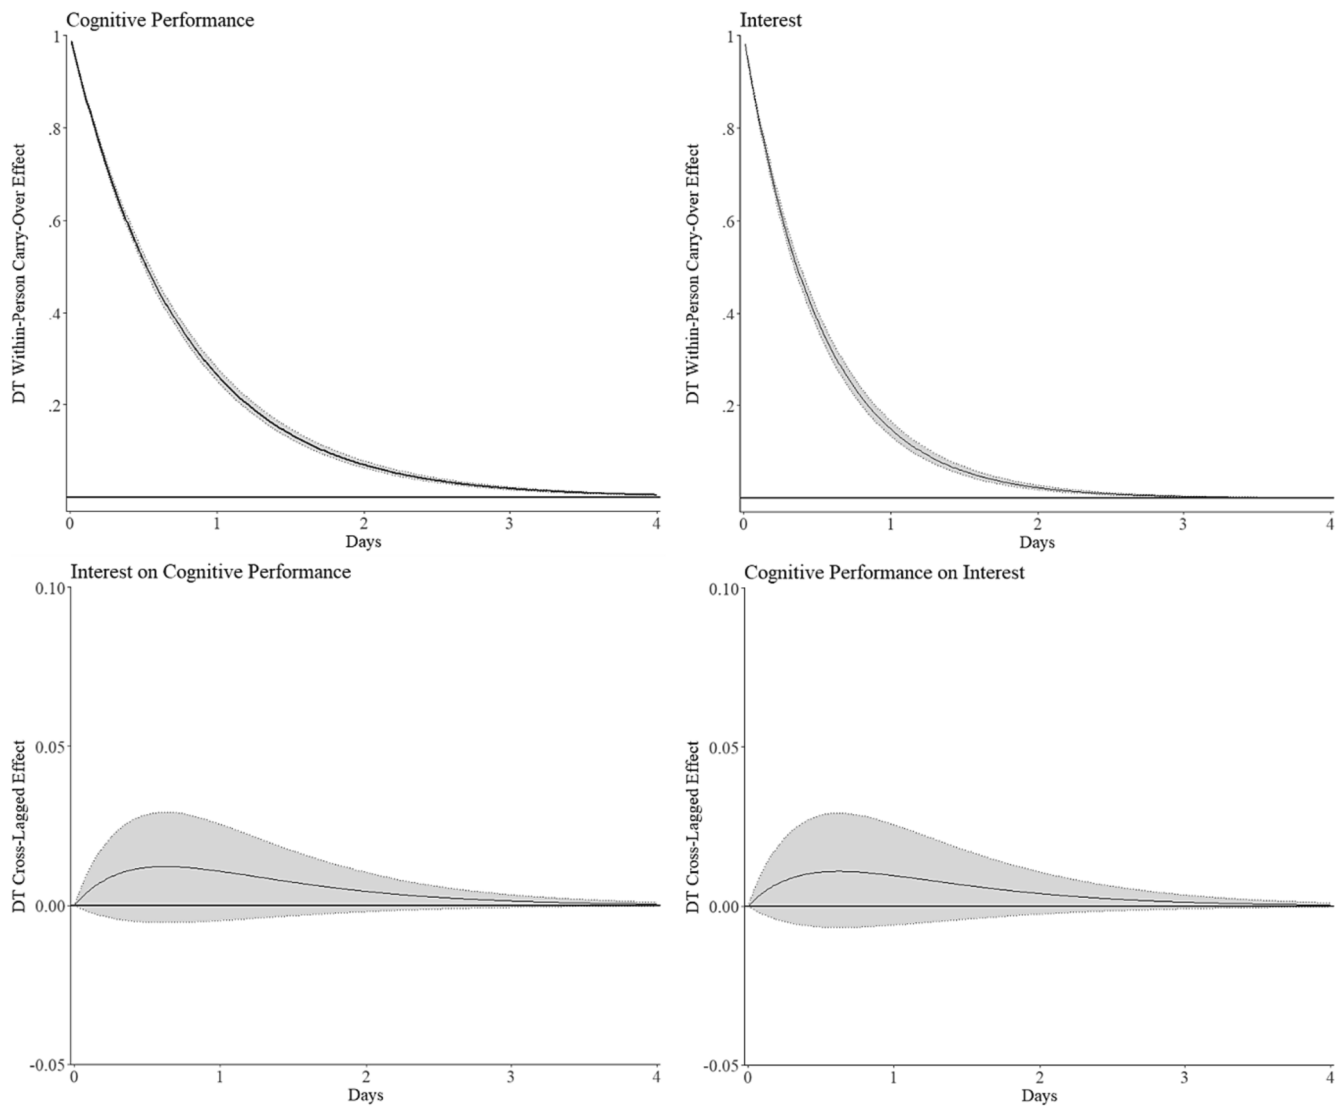 Cognitive Performance
1
.8
.6
.4
.2
DT Within-Person Carry-Over Effect
0 1 2 3 4
Days
Interest
1
.8
.6
.4
.2
DT Within-Person Carry-Over Effect
0 1 2 3 4
Days
Interest on Cognitive Performance
0.10
0.05
0.00
-0.05
DT Cross-Lagged Effect
0 1 2 3 4
Days
Cognitive Performance on Interest
0.10
0.05
0.00
-0.05
DT Cross-Lagged Effect
0 1 2 3 4
Days